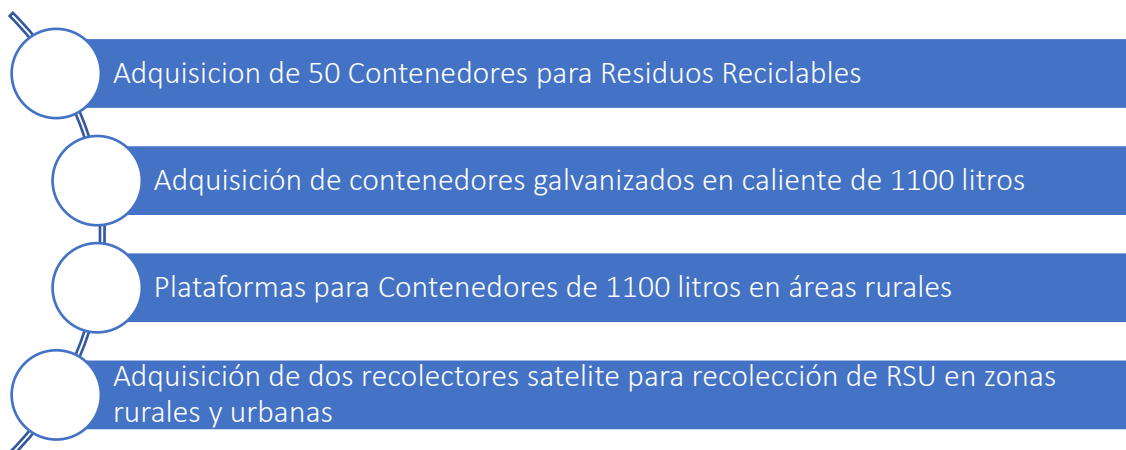 Adquisicion de 50 Contenedores para Residuos Reciclables
Adquisición de contenedores galvanizados en caliente de 1100 litros
Plataformas para Contenedores de 1100 litros en áreas rurales
Adquisición de dos recolectores satelite para recolección de RSU en zonas
rurales y urbanas